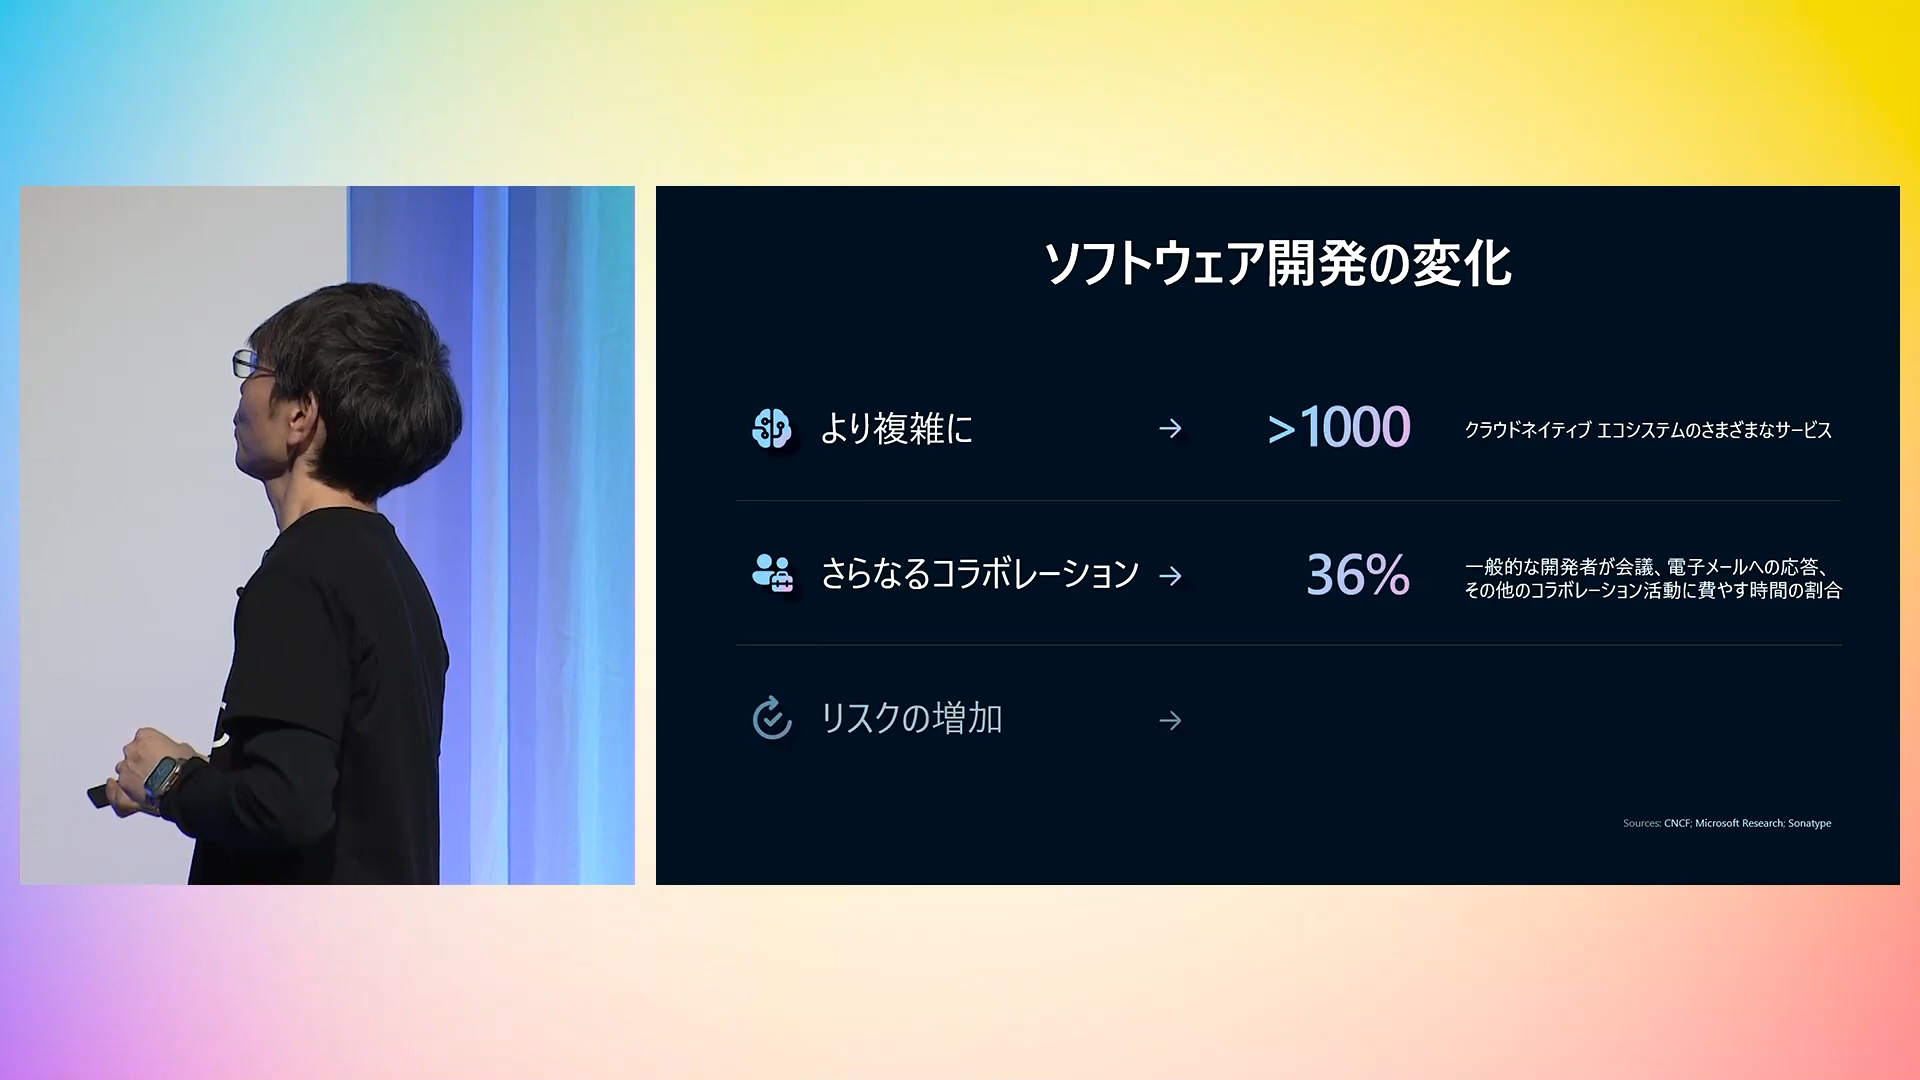 ソフトウェア開発の変化
より複雑に → >1000 クラウドネイティブ エコシステムのさまざまなサービス
さらなるコラボレーション → 36% 一般的な開発者が会議、電子メールへの応答、
その他のコラボレーション活動に費やす時間の割合
リスクの増加 →
Sources: CNCF; Microsoft Research; Sonatype